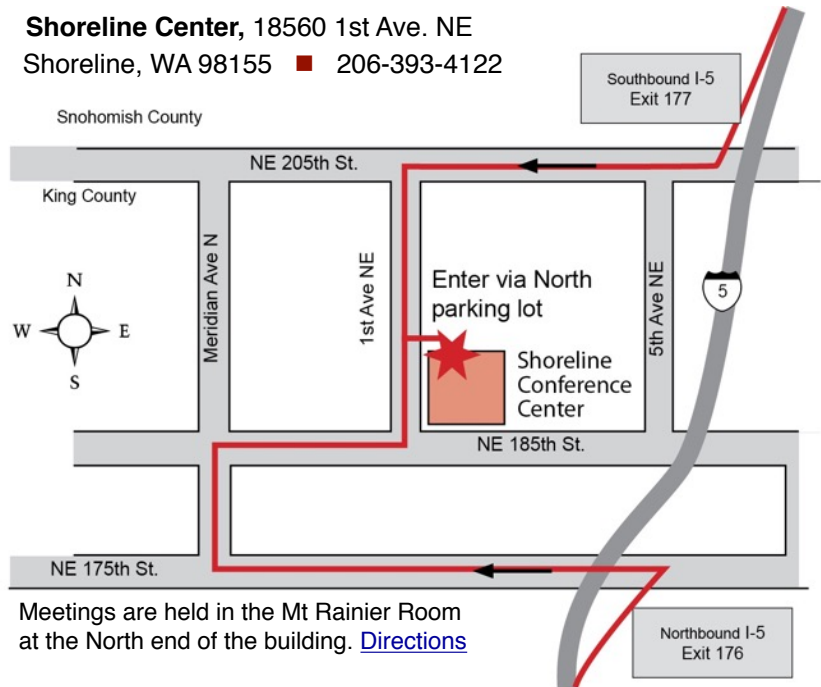 Shoreline Center, 18560 1st Ave. NE
Shoreline, WA 98155 ■ 206-393-4122
Southbound I-5
Exit 177
Snohomish County
NE 205th St.
King County
Meridian Ave N
1st Ave NE
5th Ave NE
N
W E
S
Enter via North
parking lot
5
Shoreline
Conference
Center
NE 185th St.
NE 175th St.
Meetings are held in the Mt Rainier Room
at the North end of the building. Directions
Northbound I-5
Exit 176